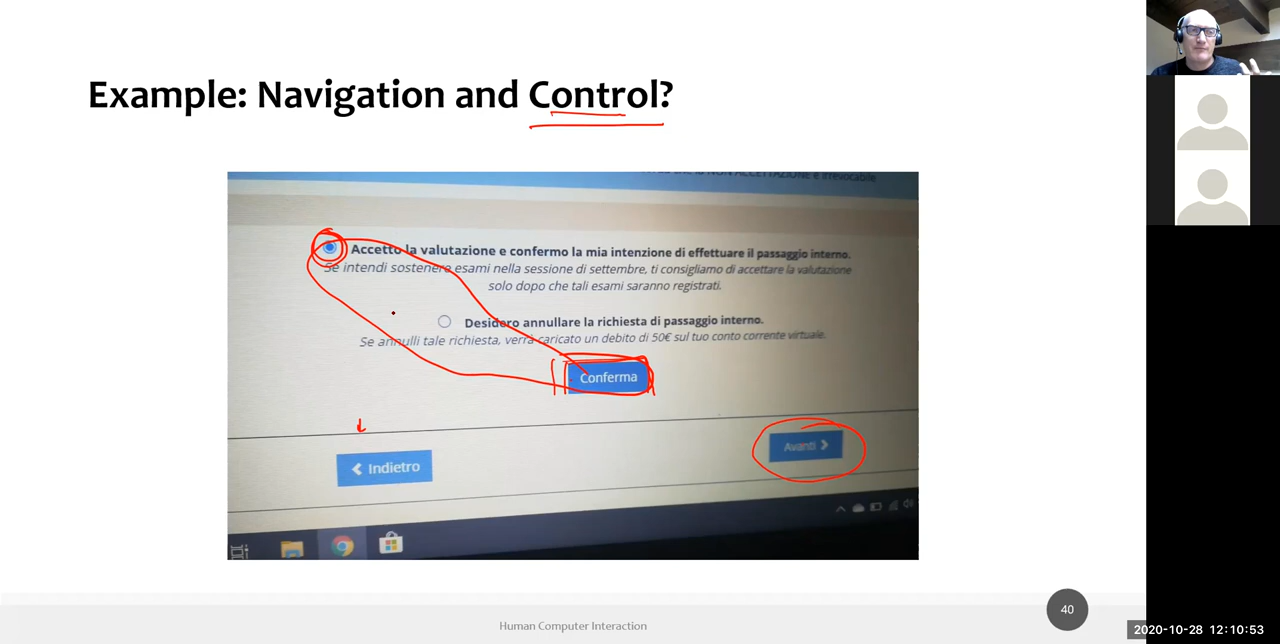 Example: Navigation and Control?
NON ACCETTAZIONE è irrevocabile
Accetto la valutazione e confermo la mia intenzione di effettuare il passaggio interno.
Se intendi sostenere esami nella sessione di settembre, ti consigliamo di accettare la valutazione
solo dopo che tali esami saranno registrati.
Desidero annullare la richiesta di passaggio interno.
Se annulli tale richiesta, verrà caricato un debito di 50€ sul tuo conto corrente virtuale.
Conferma
Indietro
Avanti
40
Human Computer Interaction
2020-10-28 12:10:53